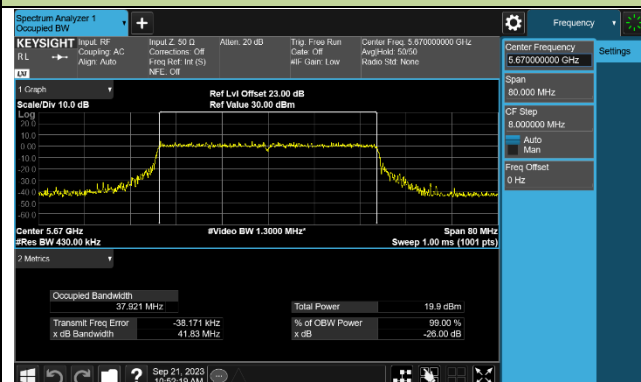 Spectrum Analyzer 1
Occupied BW
Frequency
KEYSIGHT
Input: RF
Coupling: AC
Align: Auto
Input Z: 50 Ω
Corrections: Off
Freq Ref: Int (S)
NFE: Off
Atten: 20 dB
Trig: Free Run
Gate: Off
#IF Gain: Low
Center Freq: 5.670000000 GHz
Avg|Hold: 50/50
Radio Std: None
RL
LXI
Center Frequency
5.670000000 GHz
Settings
Span
80.000 MHz
CF Step
8.000000 MHz
Auto
Man
Freq Offset
0 Hz
1 Graph
Scale/Div 10.0 dB
Ref Lvl Offset 23.00 dB
Ref Value 30.00 dBm
Log
20.0
10.0
0.00
-10.0
-20.0
-30.0
-40.0
-50.0
-60.0
Center 5.67 GHz
#Res BW 430.00 kHz
#Video BW 1.3000 MHz*
Span 80 MHz
Sweep 1.00 ms (1001 pts)
2 Metrics
Occupied Bandwidth
37.921 MHz
Total Power 19.9 dBm
Transmit Freq Error -38.171 kHz
% of OBW Power 99.00 %
x dB Bandwidth 41.83 MHz
x dB -26.00 dB
?
Sep 21, 2023
10:52:19 AM